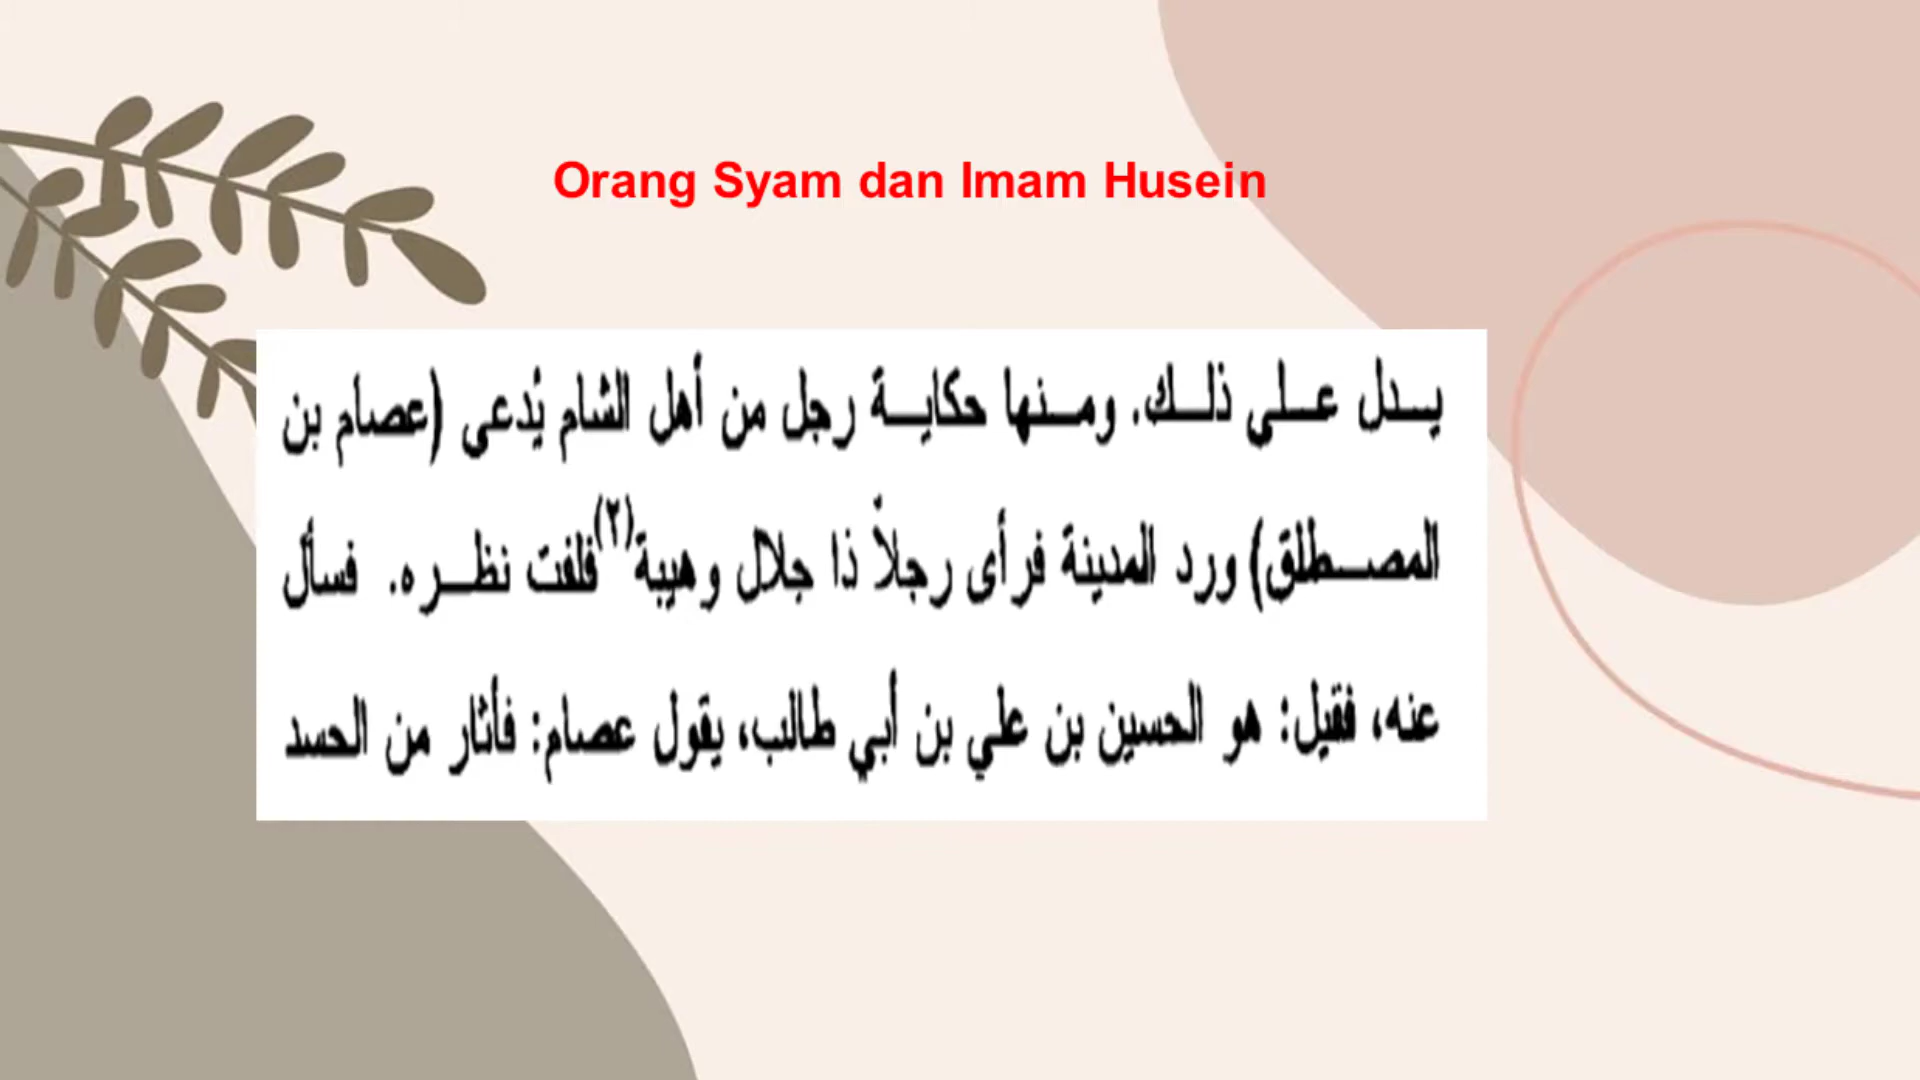 Orang Syam dan Imam Husein
يدل على ذلك. ومنها حكاية رجل من أهل الشام يُدعى (عصام بن
المصطلق) ورد المدينة فرأى رجلاً ذا جلال وهيبة(٢) فلفت نظره. فسأل
عنه، فقيل: هو الحسين بن علي بن أبي طالب، يقول عصام: فأثار من الحسد